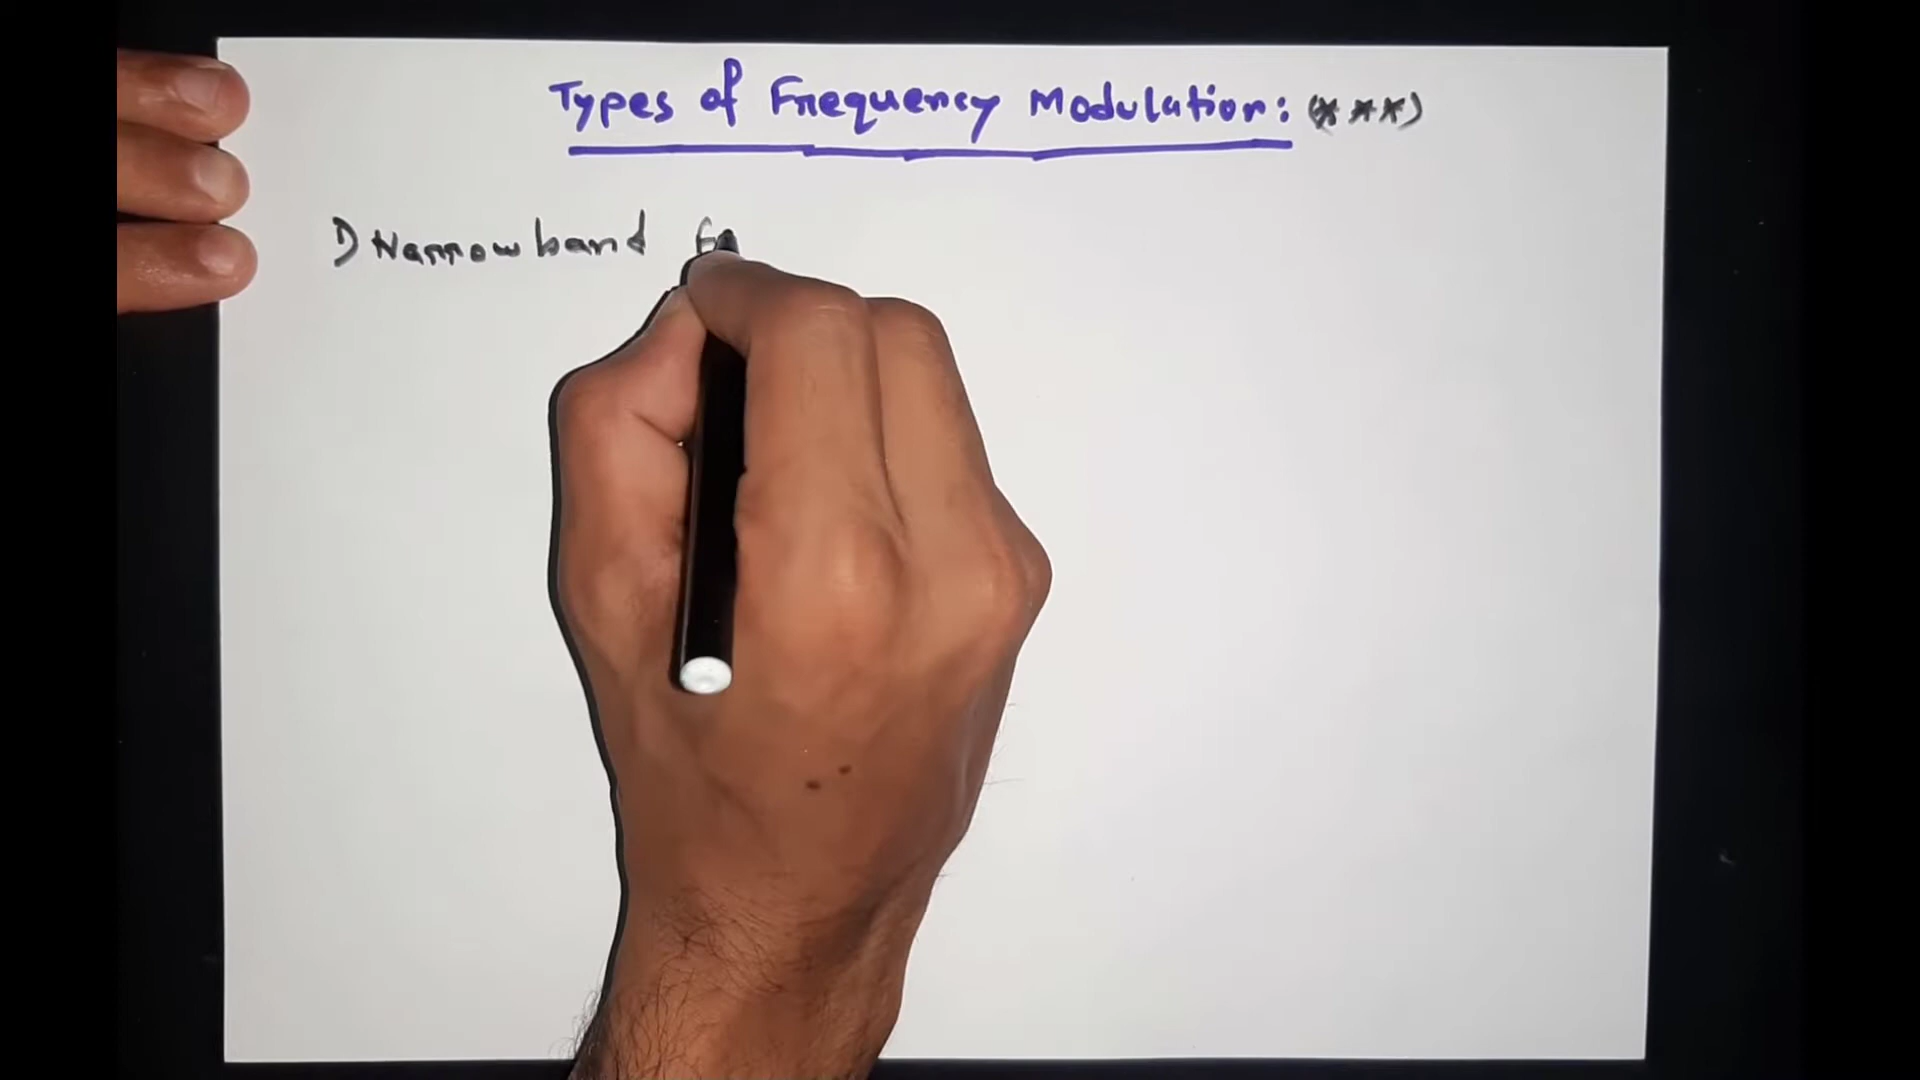 Types of Frequency Modulation: (***)
1) Narrowband